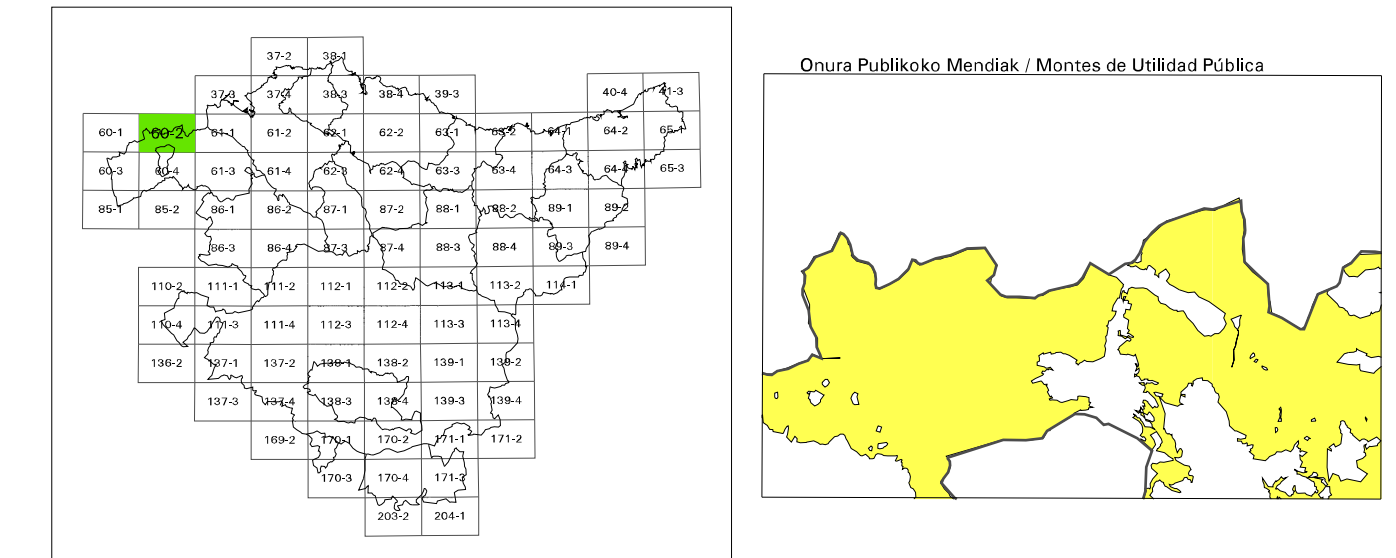 Onura Publikoko Mendiak / Montes de Utilidad Pública
37-2 38-1
37-3 37-4 38-3 38-4 39-3 40-4 41-3
60-1 60-2 61-1 61-2 62-1 62-2 63-1 63-2 64-1 64-2 65-1
60-3 60-4 61-3 61-4 62-3 62-4 63-3 63-4 64-3 64-4 65-3
85-1 85-2 86-1 86-2 87-1 87-2 88-1 88-2 89-1 89-2
86-3 86-4 87-3 87-4 88-3 88-4 89-3 89-4
110-2 111-1 111-2 112-1 112-2 113-1 113-2 114-1
110-4 111-3 111-4 112-3 112-4 113-3 113-4
136-2 137-1 137-2 138-1 138-2 139-1 139-2
137-3 137-4 138-3 138-4 139-3 139-4
169-2 170-1 170-2 171-1 171-2
170-3 170-4 171-3
203-2 204-1